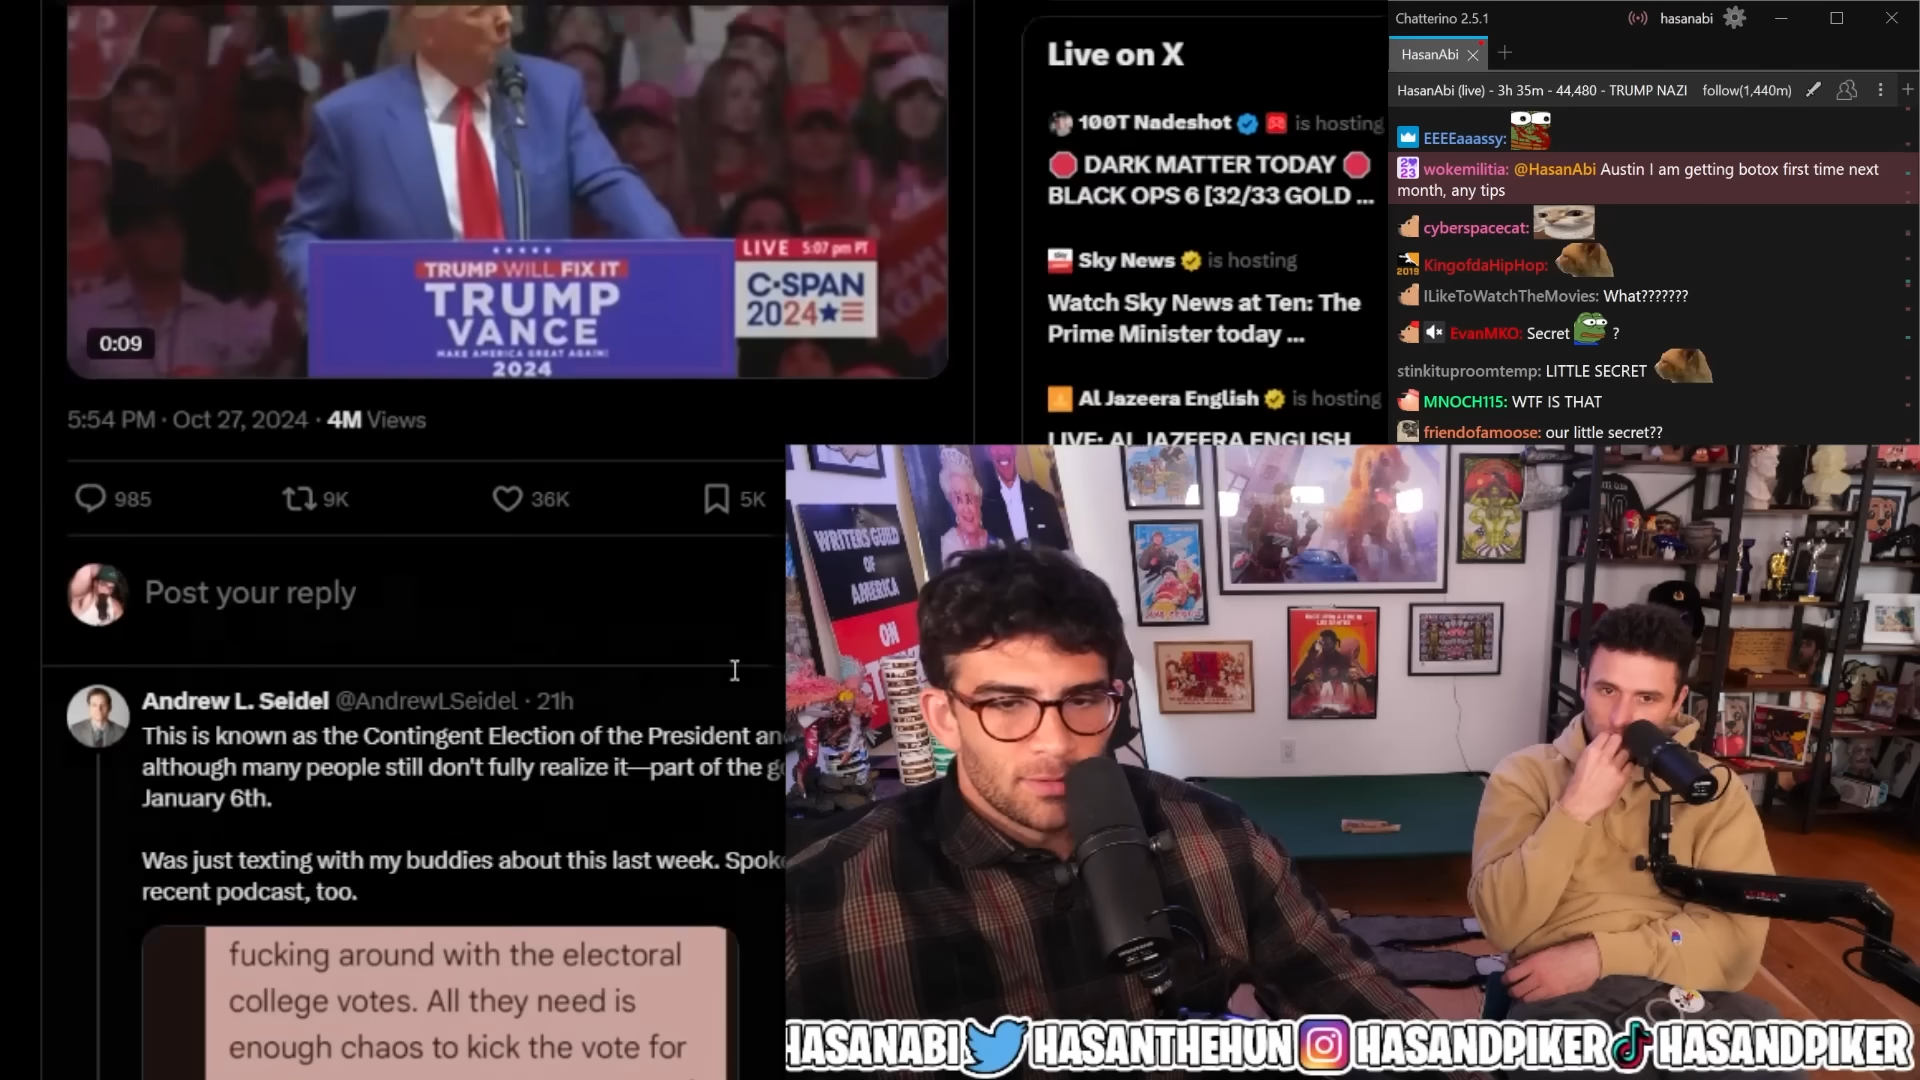 TRUMP WILL FIX IT
TRUMP
VANCE
MAKE AMERICA GREAT AGAIN!
2024
LIVE 5:07 pm PT
C-SPAN
2024
0:09
5:54 PM · Oct 27, 2024 · 4M Views
985
9K
36K
5K
Post your reply
Andrew L. Seidel @AndrewLSeidel · 21h
This is known as the Contingent Election of the President
although many people still don't fully realize it—part of the
January 6th.
Was just texting with my buddies about this last week.
recent podcast, too.
fucking around with the electoral
college votes. All they need is
enough chaos to kick the vote for
Live on X
100T Nadeshot is hosting
DARK MATTER TODAY
BLACK OPS 6 [32/33 GOLD ...
Sky News is hosting
Watch Sky News at Ten: The
Prime Minister today ...
Al Jazeera English is hosting
LIVE: AL JAZEERA ENGLISH
Chatterino 2.5.1
hasanabi
HasanAbi
HasanAbi (live) - 3h 35m - 44,480 - TRUMP NAZI
follow(1,440m)
EEEEaaassy:
wokemilitia: @HasanAbi Austin I am getting botox first time next
month, any tips
cyberspacecat:
2019
KingofdaHipHop:
ILikeToWatchTheMovies: What???????
EvanMKO: Secret ?
stinkituproomtemp: LITTLE SECRET
MNOCH115: WTF IS THAT
friendofamoose: our little secret??
WRITERS GUILD
OF
AMERICA
ON
HASANABI HASANTHEHUN HASANDPIKER HASANDPIKER